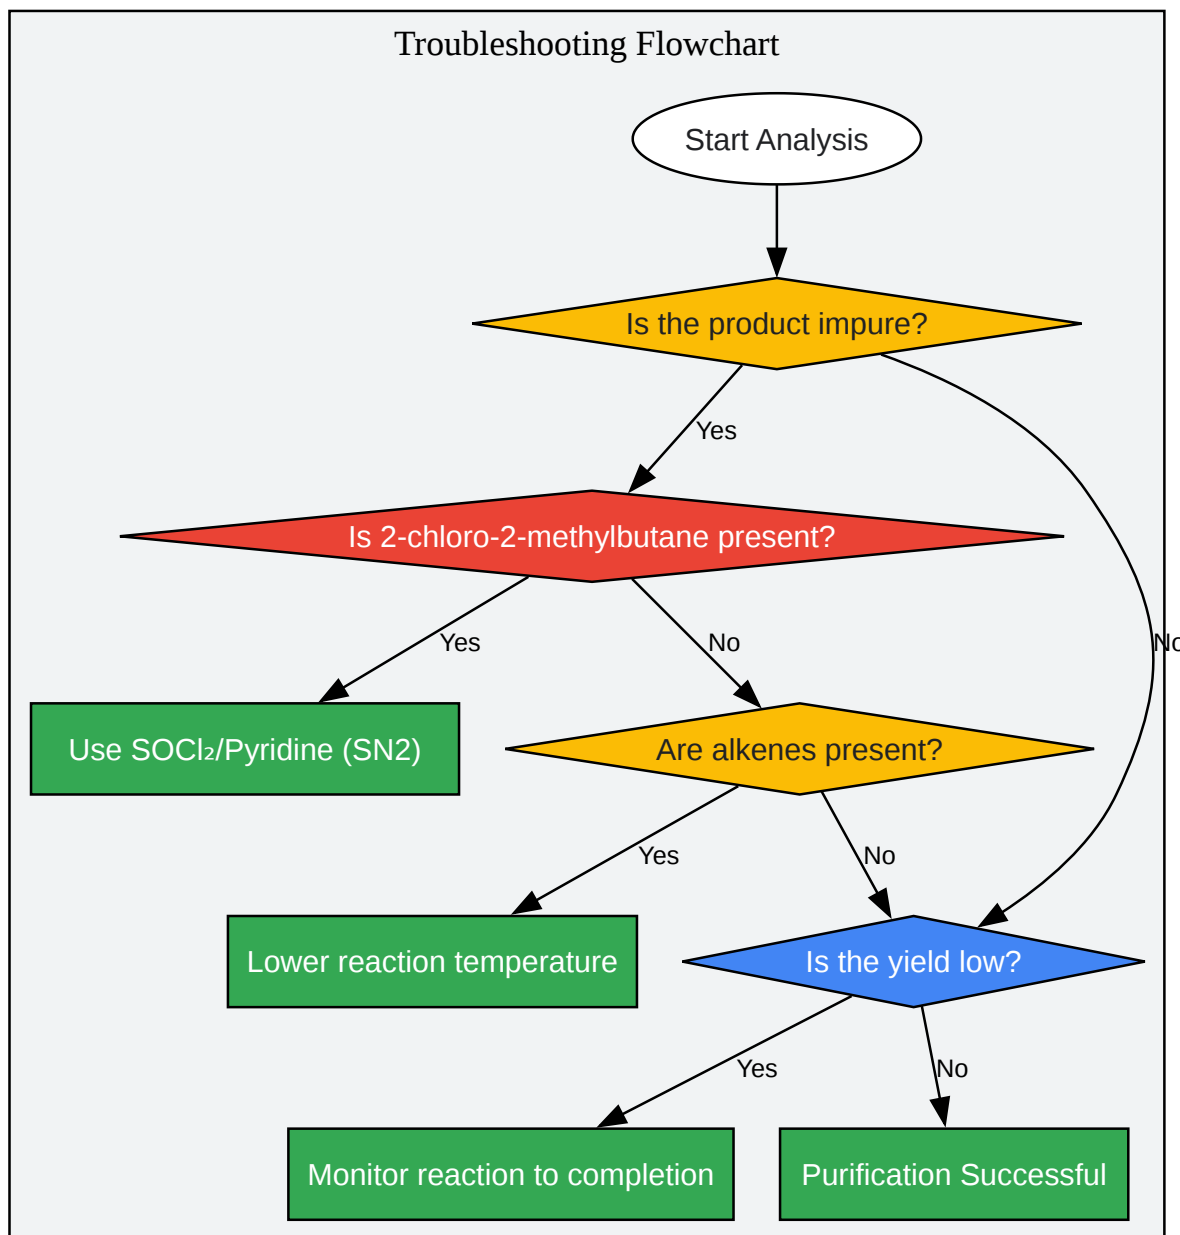 Troubleshooting Flowchart
Start Analysis
Is the product impure?
Yes
Is 2-chloro-2-methylbutane present?
Yes
No
No
Use SOCl₂/Pyridine (SN2)
Are alkenes present?
Yes
No
Lower reaction temperature
Is the yield low?
Yes
No
Monitor reaction to completion
Purification Successful